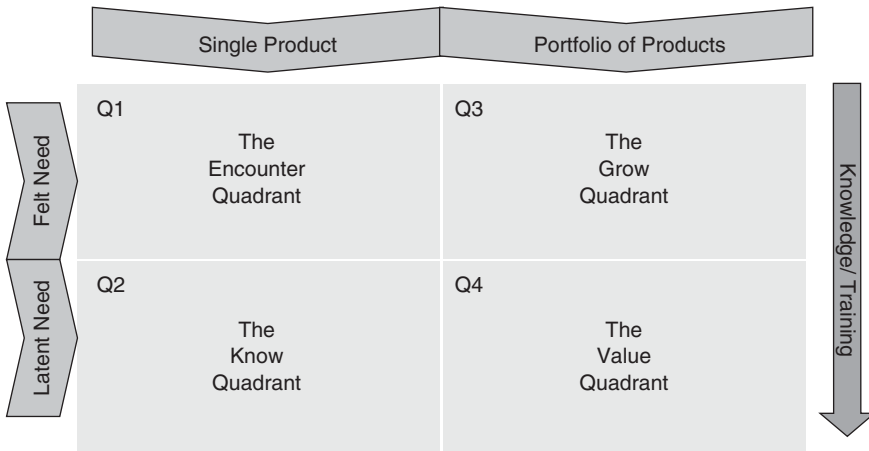 Single Product
Portfolio of Products
Felt Need
Latent Need
Q1
The
Encounter
Quadrant
Q3
The
Grow
Quadrant
Q2
The
Know
Quadrant
Q4
The
Value
Quadrant
Knowledge/ Training